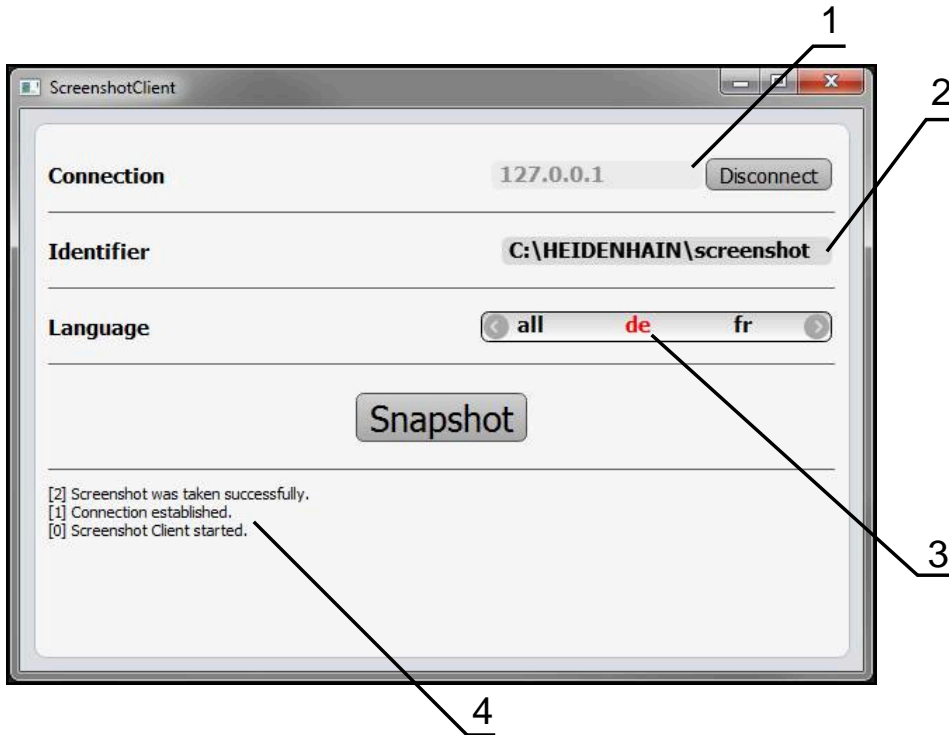 1
ScreenshotClient
2
Connection 127.0.0.1 Disconnect
Identifier C:\HEIDENHAIN\screenshot
Language all de fr
Snapshot
[2] Screenshot was taken successfully.
[1] Connection established.
[0] Screenshot Client started.
3
4